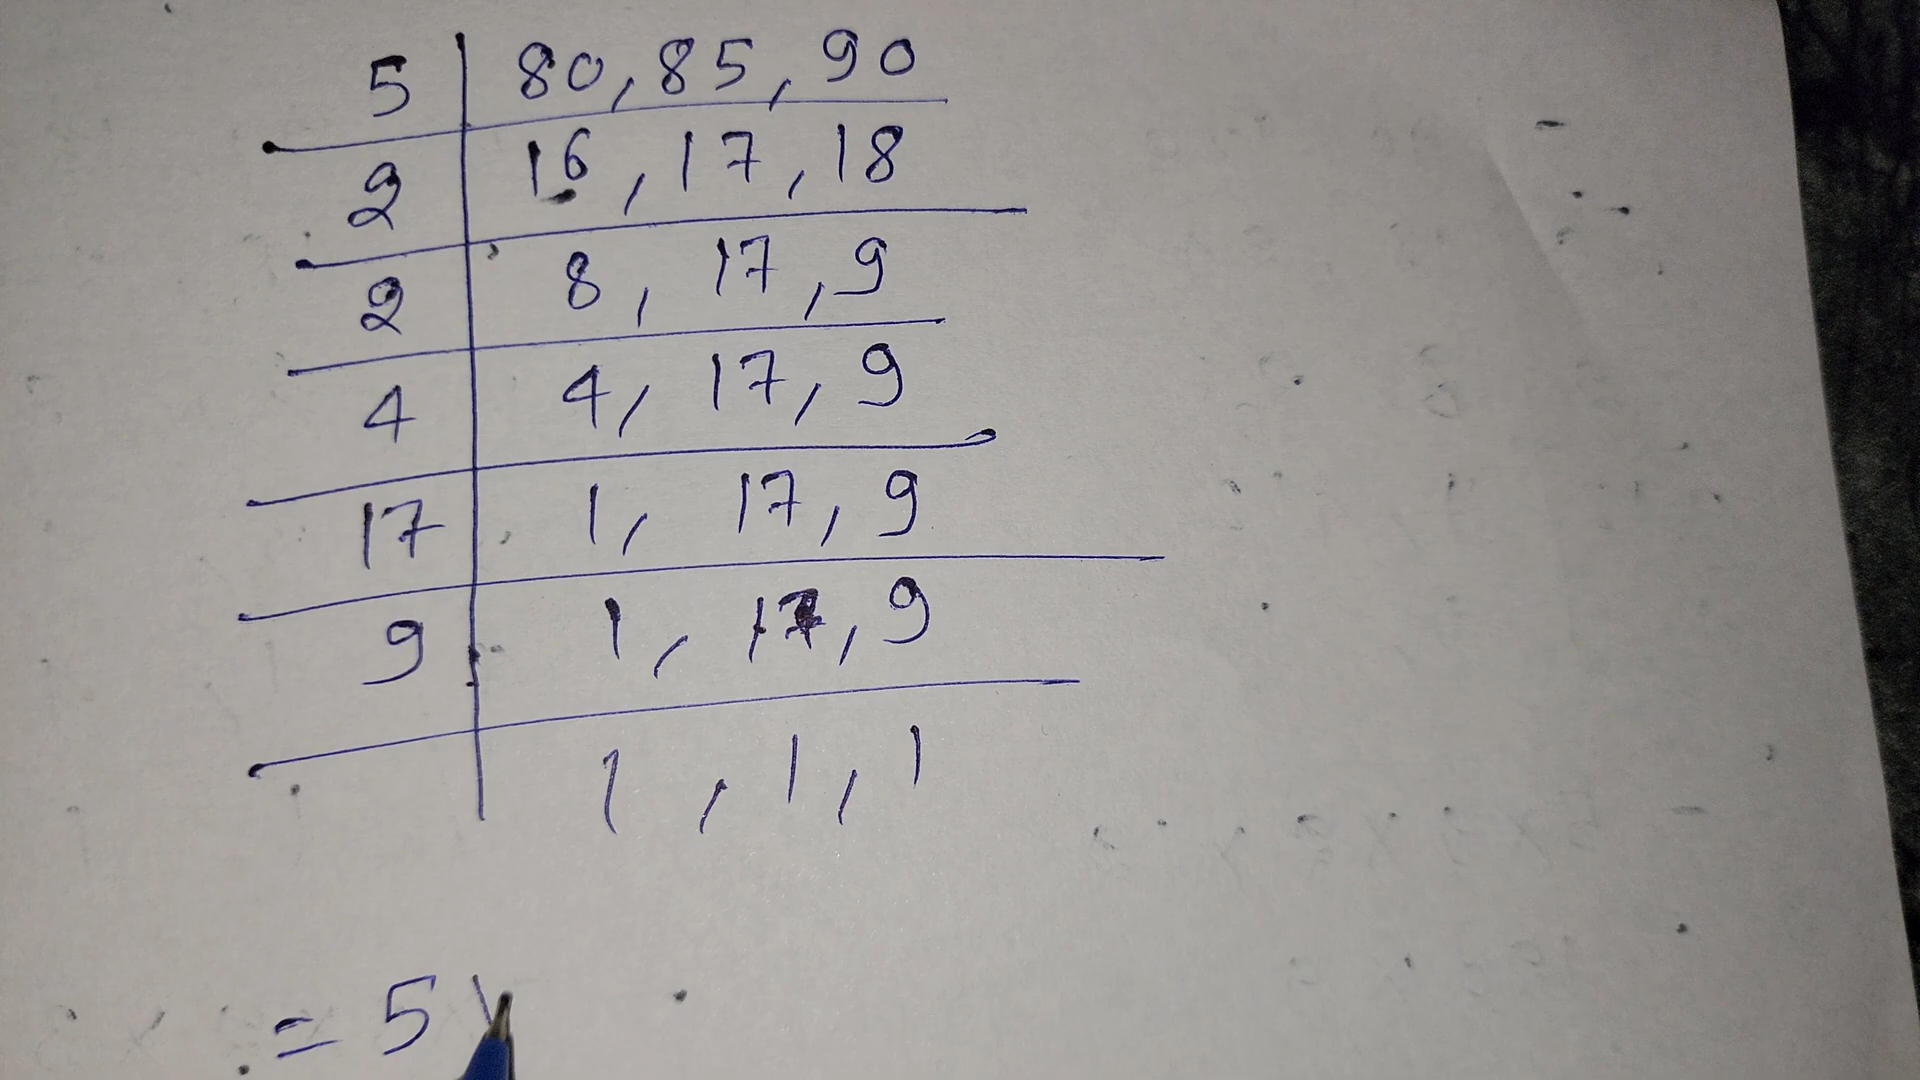 5 | 80, 85, 90
2 | 16, 17, 18
2 | 8, 17, 9
4 | 4, 17, 9
17 | 1, 17, 9
9 | 1, 1, 9
1, 1, 1
= 5